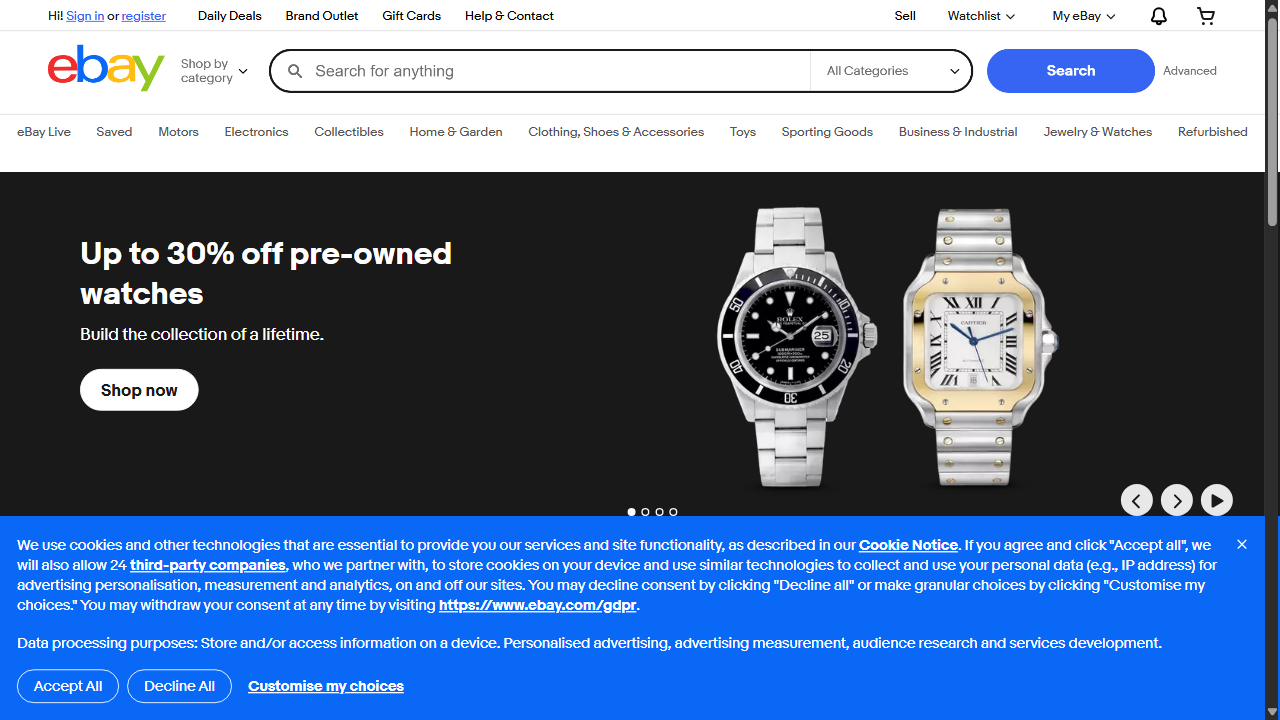 Hi! Sign in or register
Daily Deals
Brand Outlet
Gift Cards
Help & Contact
Sell
Watchlist
My eBay
ebay
Shop by
category
Search for anything
All Categories
Search
Advanced
eBay Live
Saved
Motors
Electronics
Collectibles
Home & Garden
Clothing, Shoes & Accessories
Toys
Sporting Goods
Business & Industrial
Jewelry & Watches
Refurbished
Up to 30% off pre-owned
watches
Build the collection of a lifetime.
Shop now
ROLEX
SUBMARINER
25
50
10
40
20
30
CARTIER
We use cookies and other technologies that are essential to provide you our services and site functionality, as described in our Cookie Notice. If you agree and click "Accept all", we
will also allow 24 third-party companies, who we partner with, to store cookies on your device and use similar technologies to collect and use your personal data (e.g., IP address) for
advertising personalisation, measurement and analytics, on and off our sites. You may decline consent by clicking "Decline all" or make granular choices by clicking "Customise my
choices." You may withdraw your consent at any time by visiting https://www.ebay.com/gdpr.
Data processing purposes: Store and/or access information on a device. Personalised advertising, advertising measurement, audience research and services development.
Accept All
Decline All
Customise my choices